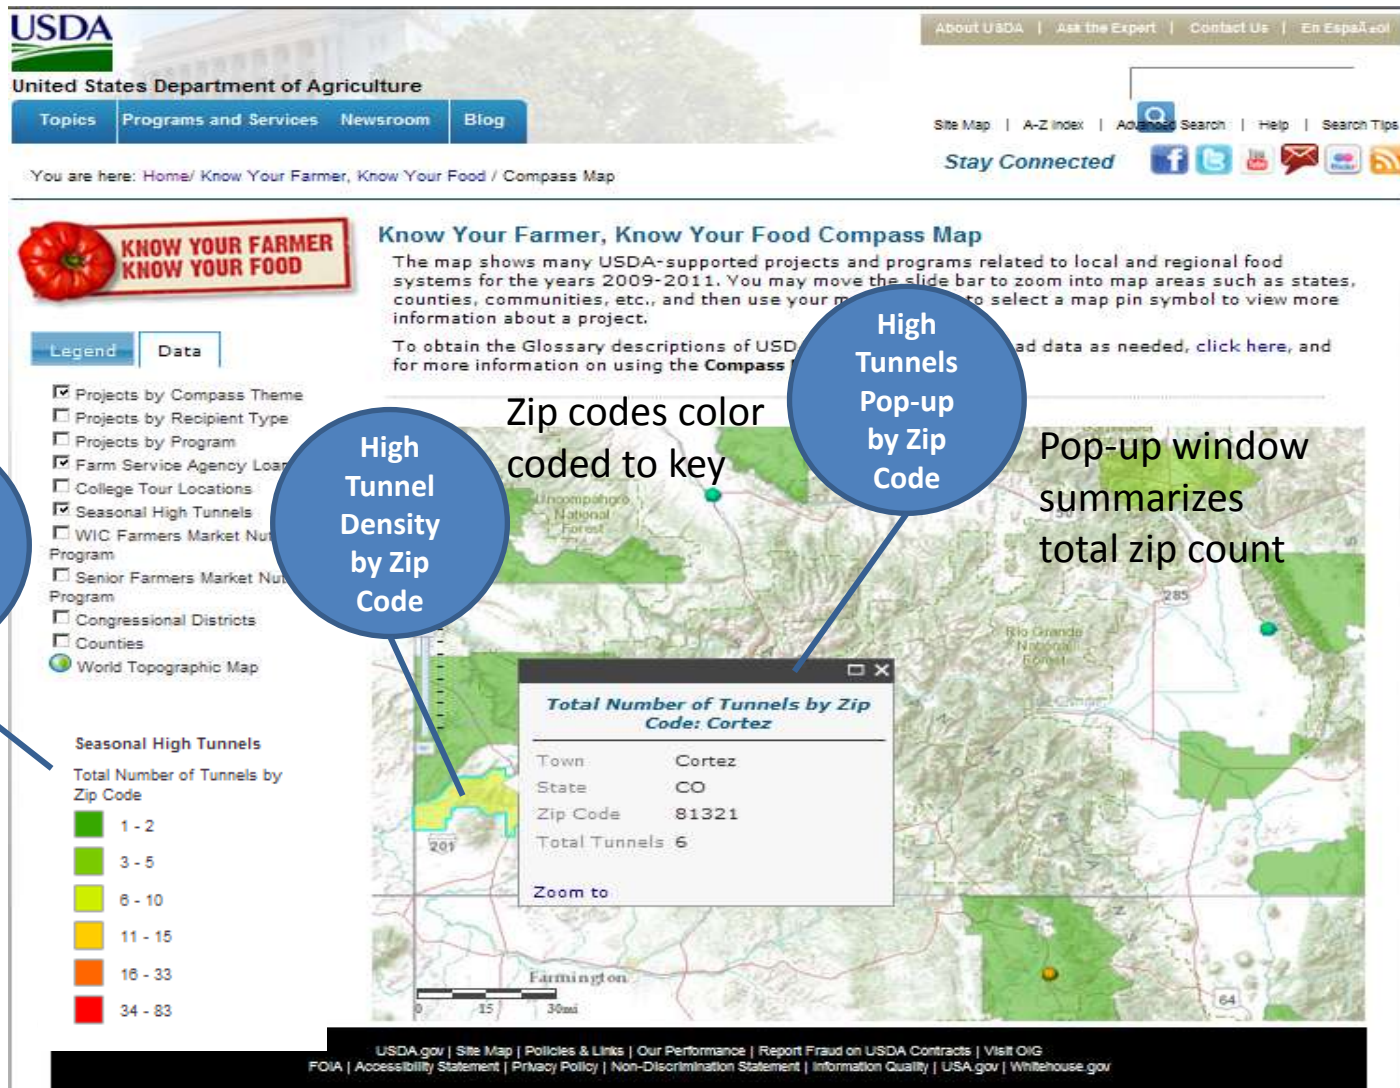 USDA
About USDA | Ask the Expert | Contact Us | En EspaÃ±ol
United States Department of Agriculture
Topics Programs and Services Newsroom Blog
Site Map | A-Z Index | Advanced Search | Help | Search Tips
Stay Connected
You are here: Home/ Know Your Farmer, Know Your Food / Compass Map
KNOW YOUR FARMER
KNOW YOUR FOOD
Know Your Farmer, Know Your Food Compass Map
The map shows many USDA-supported projects and programs related to local and regional food
systems for the years 2009-2011. You may move the slide bar to zoom into map areas such as states,
counties, communities, etc., and then use your to select a map pin symbol to view more
information about a project.
To obtain the Glossary descriptions of USD ad data as needed, click here, and
for more information on using the Compass
Legend Data
Projects by Compass Theme
Projects by Recipient Type
Projects by Program
Farm Service Agency Loan
College Tour Locations
Seasonal High Tunnels
WIC Farmers Market Nut
Program
Senior Farmers Market Nut
Program
Congressional Districts
Counties
World Topographic Map
Seasonal High Tunnels
Total Number of Tunnels by
Zip Code
1 - 2
3 - 5
6 - 10
11 - 15
16 - 33
34 - 83
High
Tunnel
Density
by Zip
Code
Zip codes color
coded to key
High
Tunnels
Pop-up
by Zip
Code
Pop-up window
summarizes
total zip count
Uncompahgre
National
Forest
50
285
Rio Grande
National
Forest
Total Number of Tunnels by Zip
Code: Cortez
Town Cortez
State CO
Zip Code 81321
Total Tunnels 6
Zoom to
201
Farmington
0 15 30mi
64
USDA.gov | Site Map | Policies & Links | Our Performance | Report Fraud on USDA Contracts | Visit OIG
FOIA | Accessibility Statement | Privacy Policy | Non-Discrimination Statement | Information Quality | USA.gov | Whitehouse.gov